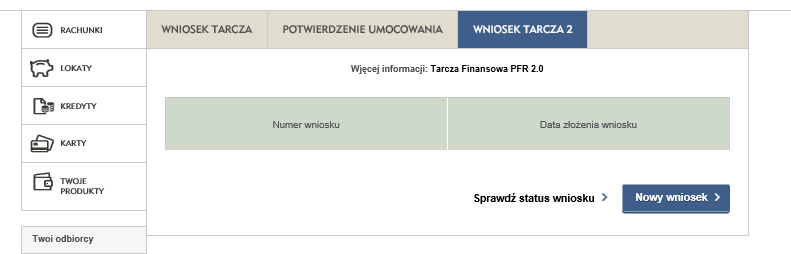 RACHUNKI
LOKATY
KREDYTY
KARTY
TWOJE
PRODUKTY
Twoi odbiorcy
WNIOSEK TARCZA POTWIERDZENIE UMOCOWANIA WNIOSEK TARCZA 2
Wjęcej informacji: Tarcza Finansowa PFR 2.0
Numer wniosku Data złożenia wniosku
Sprawdź status wniosku Nowy wniosek